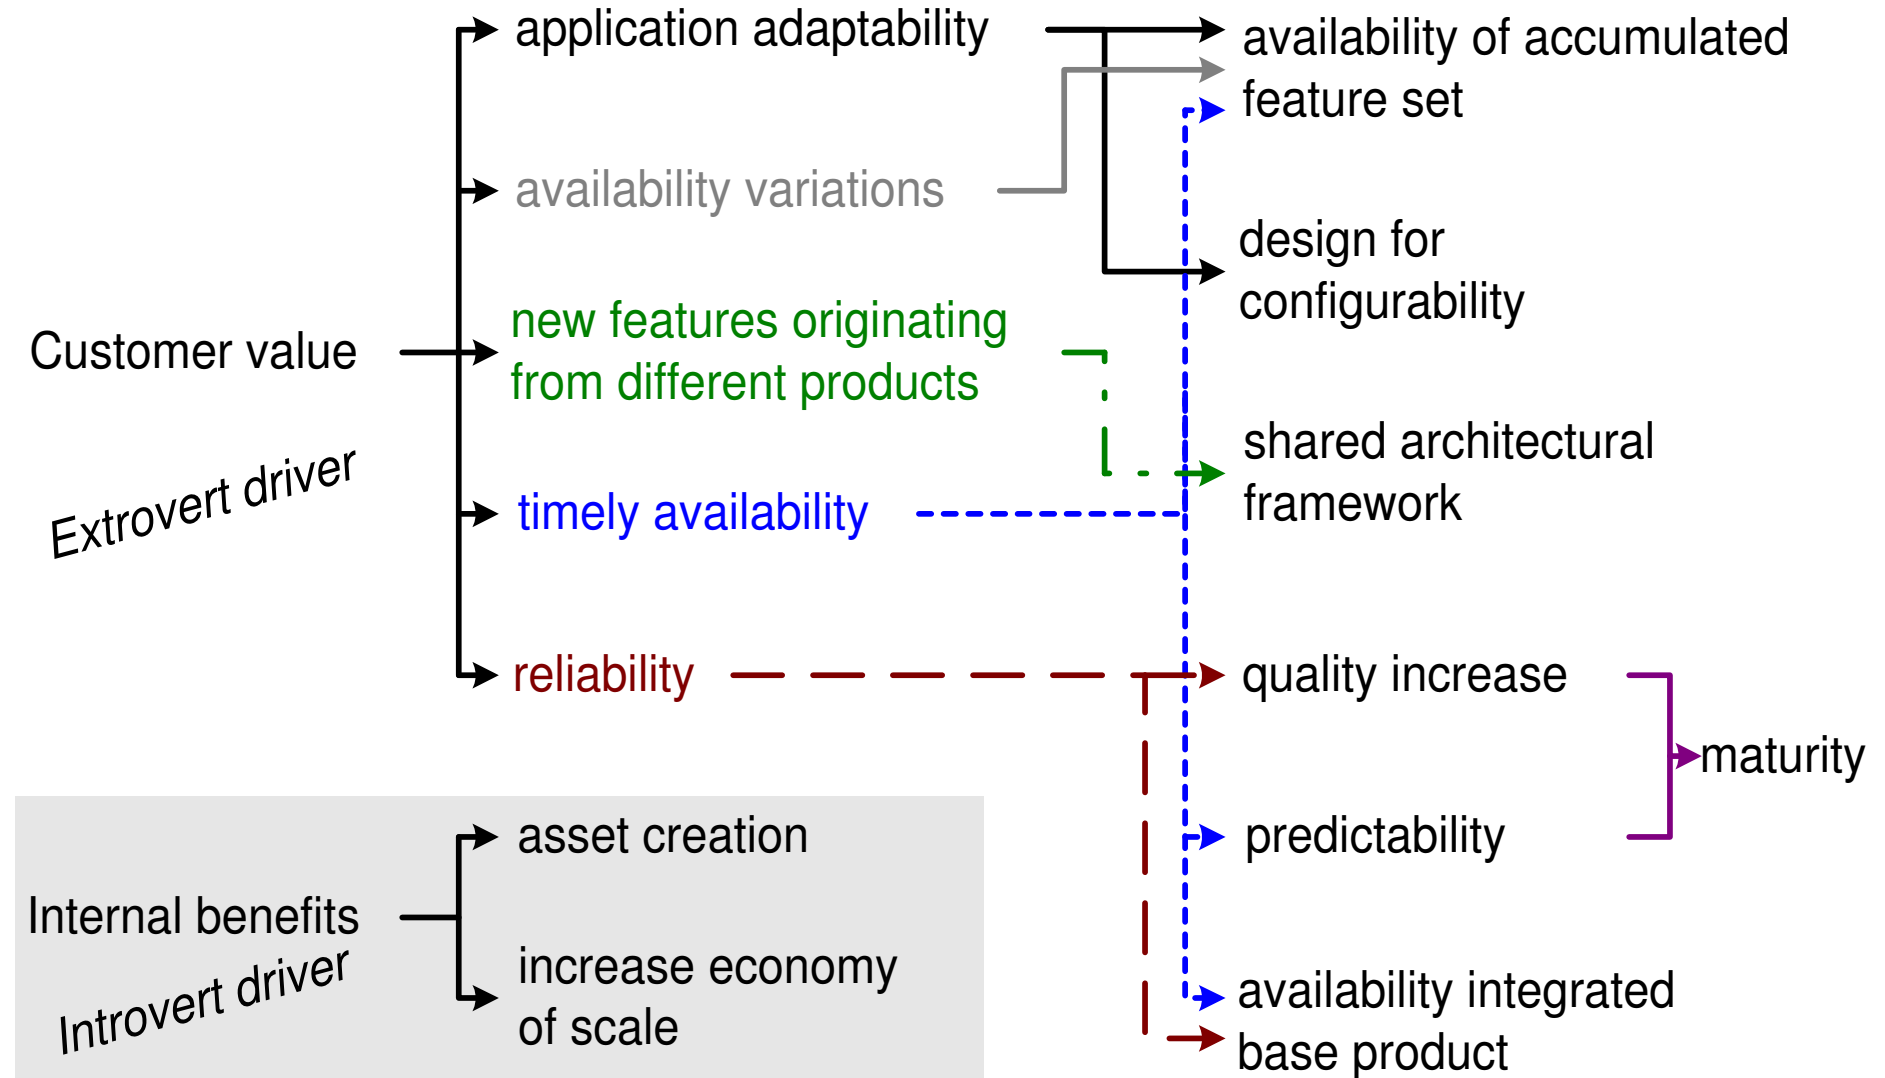 application adaptability
availability of accumulated
feature set
availability variations
design for
configurability
new features originating
from different products
Customer value
shared architectural
framework
Extrovert driver
timely availability
reliability
quality increase
maturity
asset creation
predictability
Internal benefits
Introvert driver
increase economy
of scale
availability integrated
base product